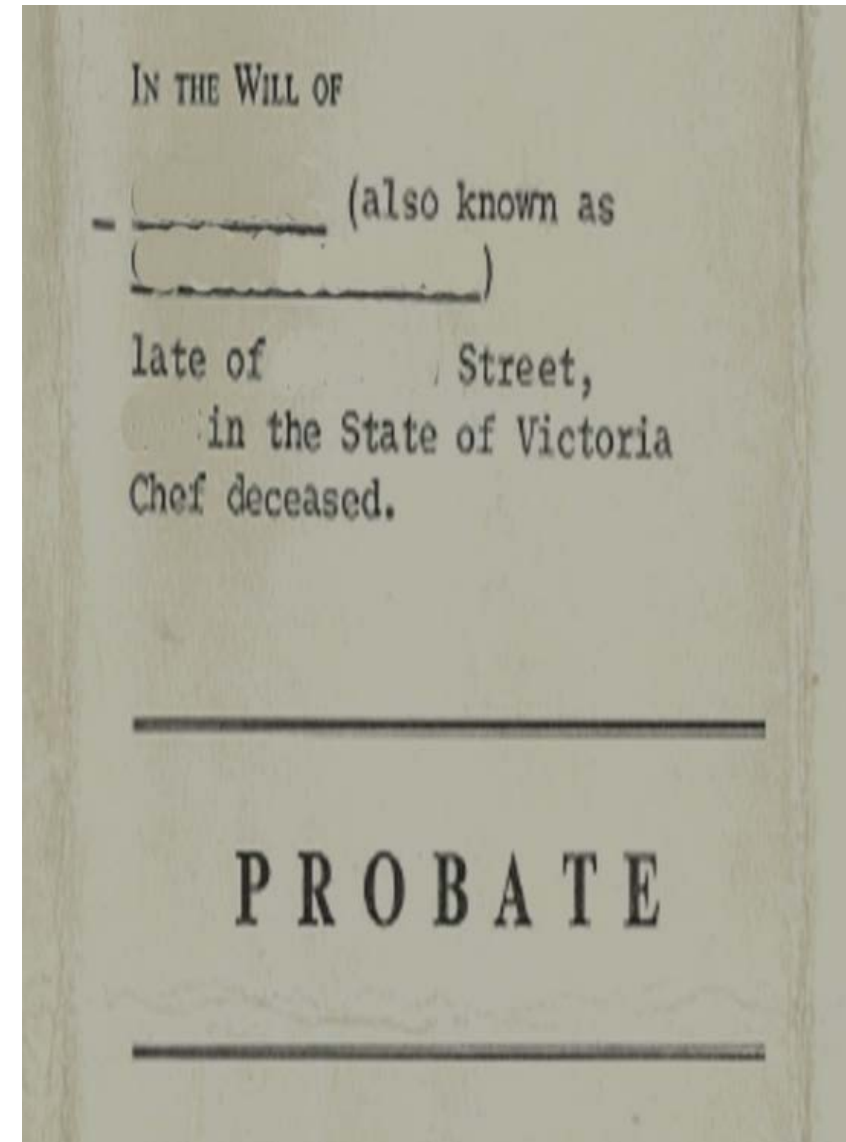 IN THE WILL OF
(also known as
( )
late of Street,
in the State of Victoria
Chef deceased.
PROBATE